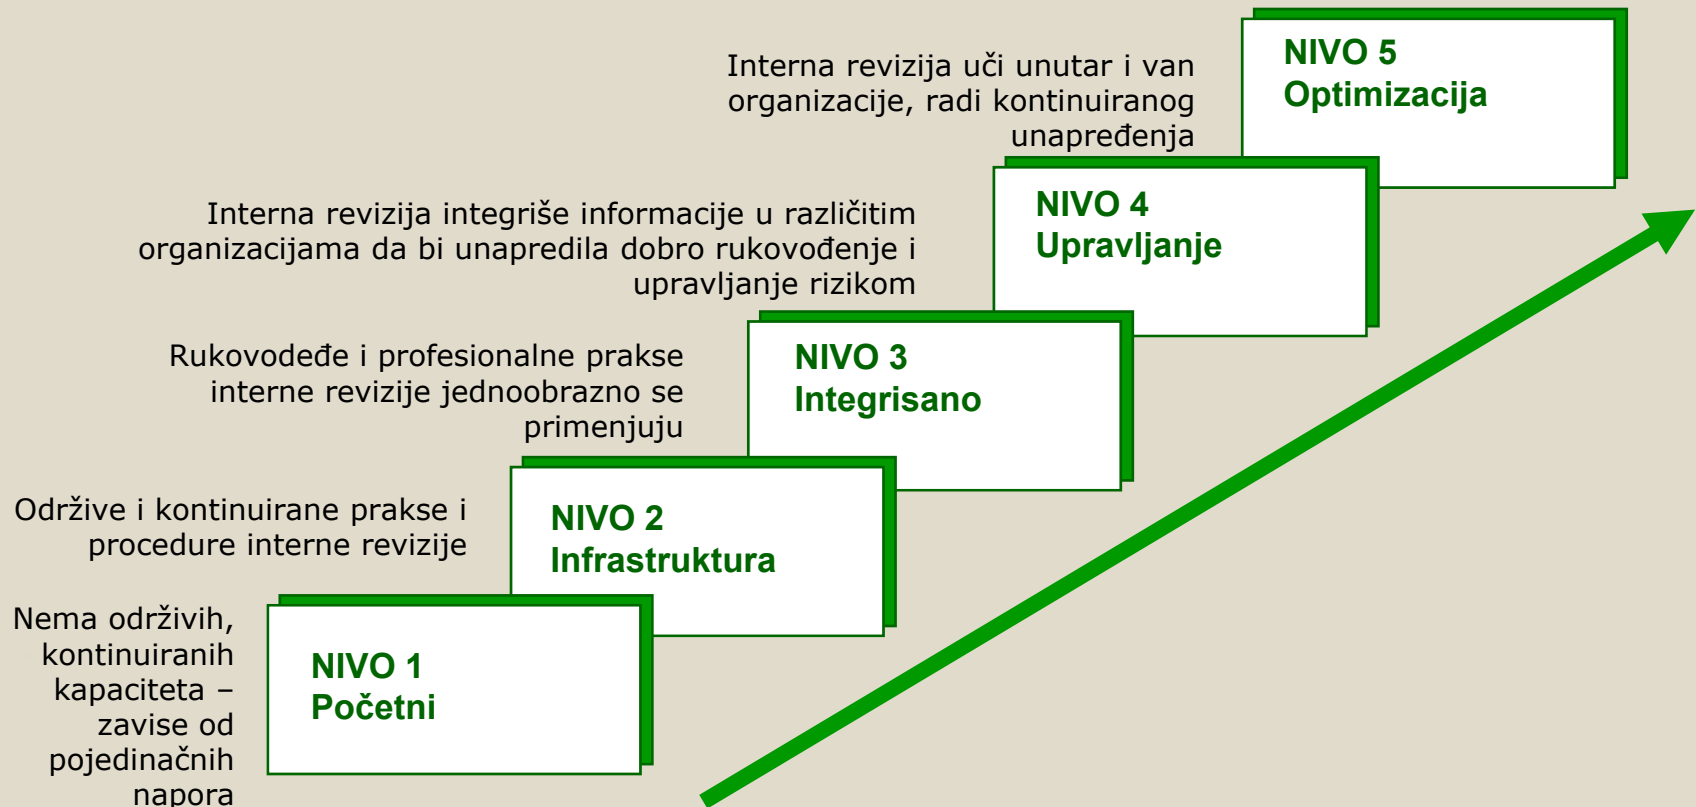 Interna revizija uči unutar i van
organizacije, radi kontinuiranog
unapređenja
NIVO 5
Optimizacija
Interna revizija integriše informacije u različitim
organizacijama da bi unapredila dobro rukovođenje i
upravljanje rizikom
NIVO 4
Upravljanje
Rukovodeđe i profesionalne prakse
interne revizije jednoobrazno se
primenjuju
NIVO 3
Integrisano
Održive i kontinuirane prakse i
procedure interne revizije
NIVO 2
Infrastruktura
Nema održivih,
kontinuiranih
kapaciteta –
zavise od
pojedinačnih
napora
NIVO 1
Početni